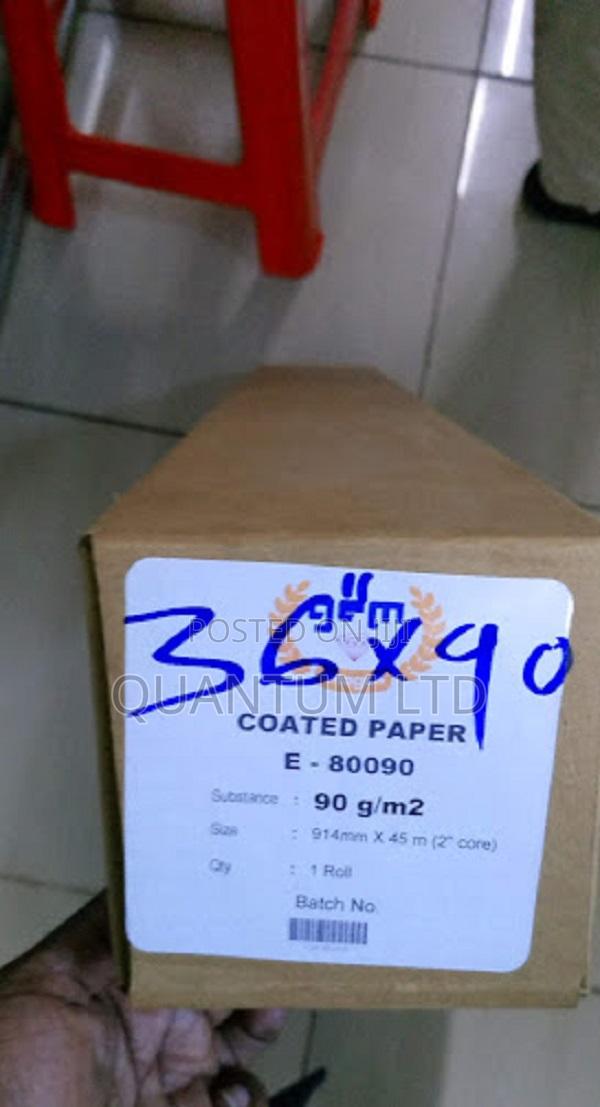 36x90
POSTED ON Jiji
QUANTUM LTD
COATED PAPER
E - 80090
Substance : 90 g/m2
Size : 914mm X 45 m (2" core)
Qty : 1 Roll
Batch No.